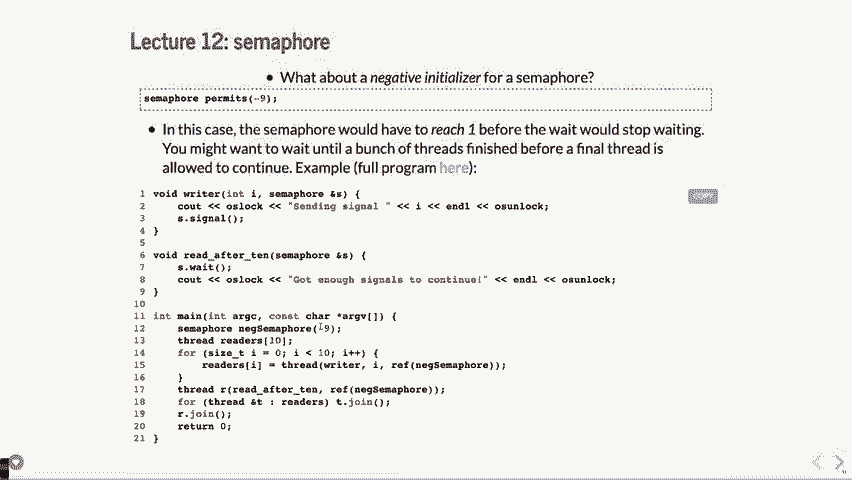 Lecture 12: semaphore
• What about a negative initializer for a semaphore?
semaphore permits(-9);
• In this case, the semaphore would have to reach 1 before the wait would stop waiting.
You might want to wait until a bunch of threads finished before a final thread is
allowed to continue. Example (full program here):
1 void writer(int i, semaphore &s) {
2 cout << oslock << "Sending signal " << i << endl << osunlock;
3 s.signal();
4 }
5
6 void read_after_ten(semaphore &s) {
7 s.wait();
8 cout << oslock << "Got enough signals to continue!" << endl << osunlock;
9 }
10
11 int main(int argc, const char *argv[]) {
12 semaphore negSemaphore(-9);
13 thread readers[10];
14 for (size_t i = 0; i < 10; i++) {
15 readers[i] = thread(writer, i, ref(negSemaphore));
16 }
17 thread r(read_after_ten, ref(negSemaphore));
18 for (thread &t : readers) t.join();
19 r.join();
20 return 0;
21 }